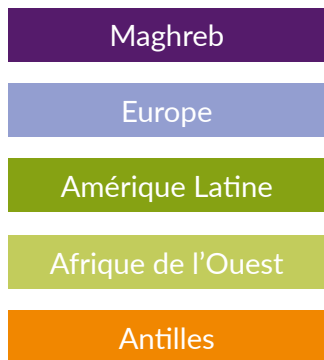 Maghreb
Europe
Amérique Latine
Afrique de l’Ouest
Antilles